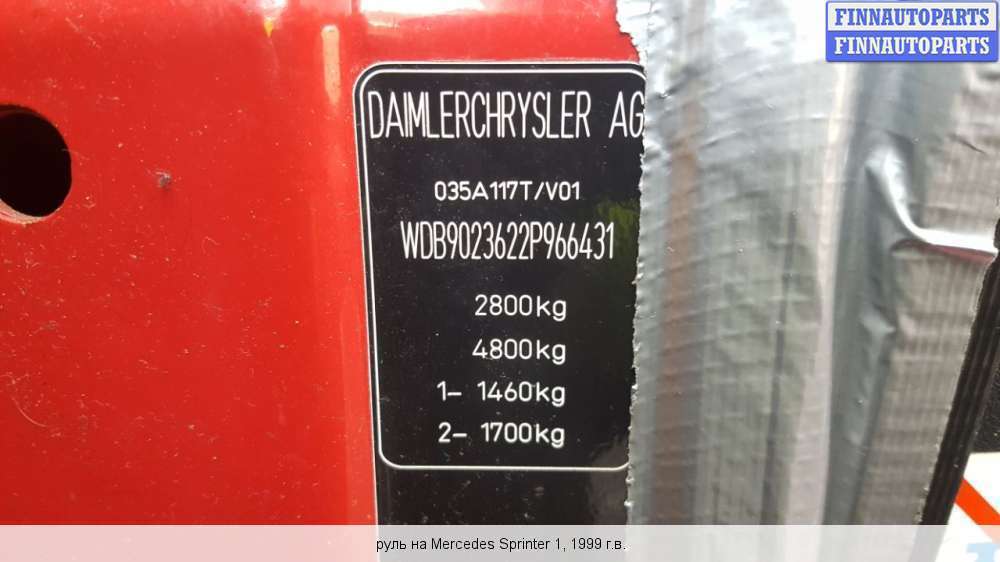 FINNAUTOPARTS
FINNAUTOPARTS
DAIMLERCHRYSLER AG
035A117T/V01
WDB9023622P966431
2800kg
4800kg
1– 1460kg
2– 1700kg
руль на Mercedes Sprinter 1, 1999 г.в.